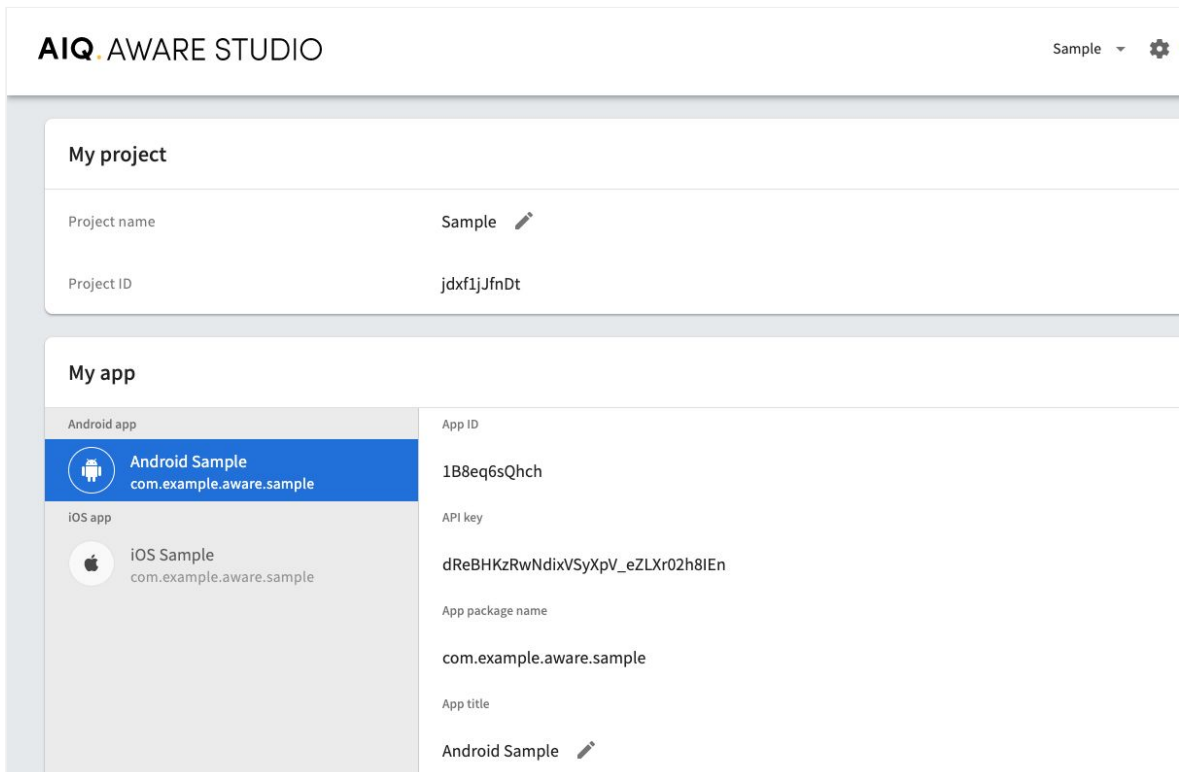 AIQ. AWARE STUDIO
Sample
My project
Project name
Sample
Project ID
jdxf1jJfnDt
My app
Android app
Android Sample
com.example.aware.sample
iOS app
iOS Sample
com.example.aware.sample
App ID
1B8eq6sQhch
API key
dReBHKzRwNdixVSyXpV_eZLXr02h8IEn
App package name
com.example.aware.sample
App title
Android Sample